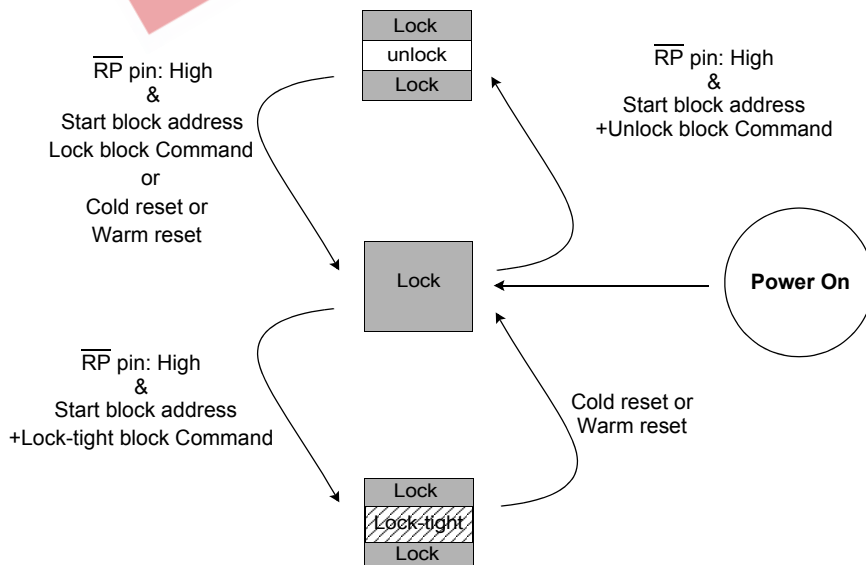 Lock
unlock
Lock
RP pin: High
&
Start block address
Lock block Command
or
Cold reset or
Warm reset
RP pin: High
&
Start block address
+Unlock block Command
Lock
Power On
RP pin: High
&
Start block address
+Lock-tight block Command
Cold reset or
Warm reset
Lock
Lock-tight
Lock